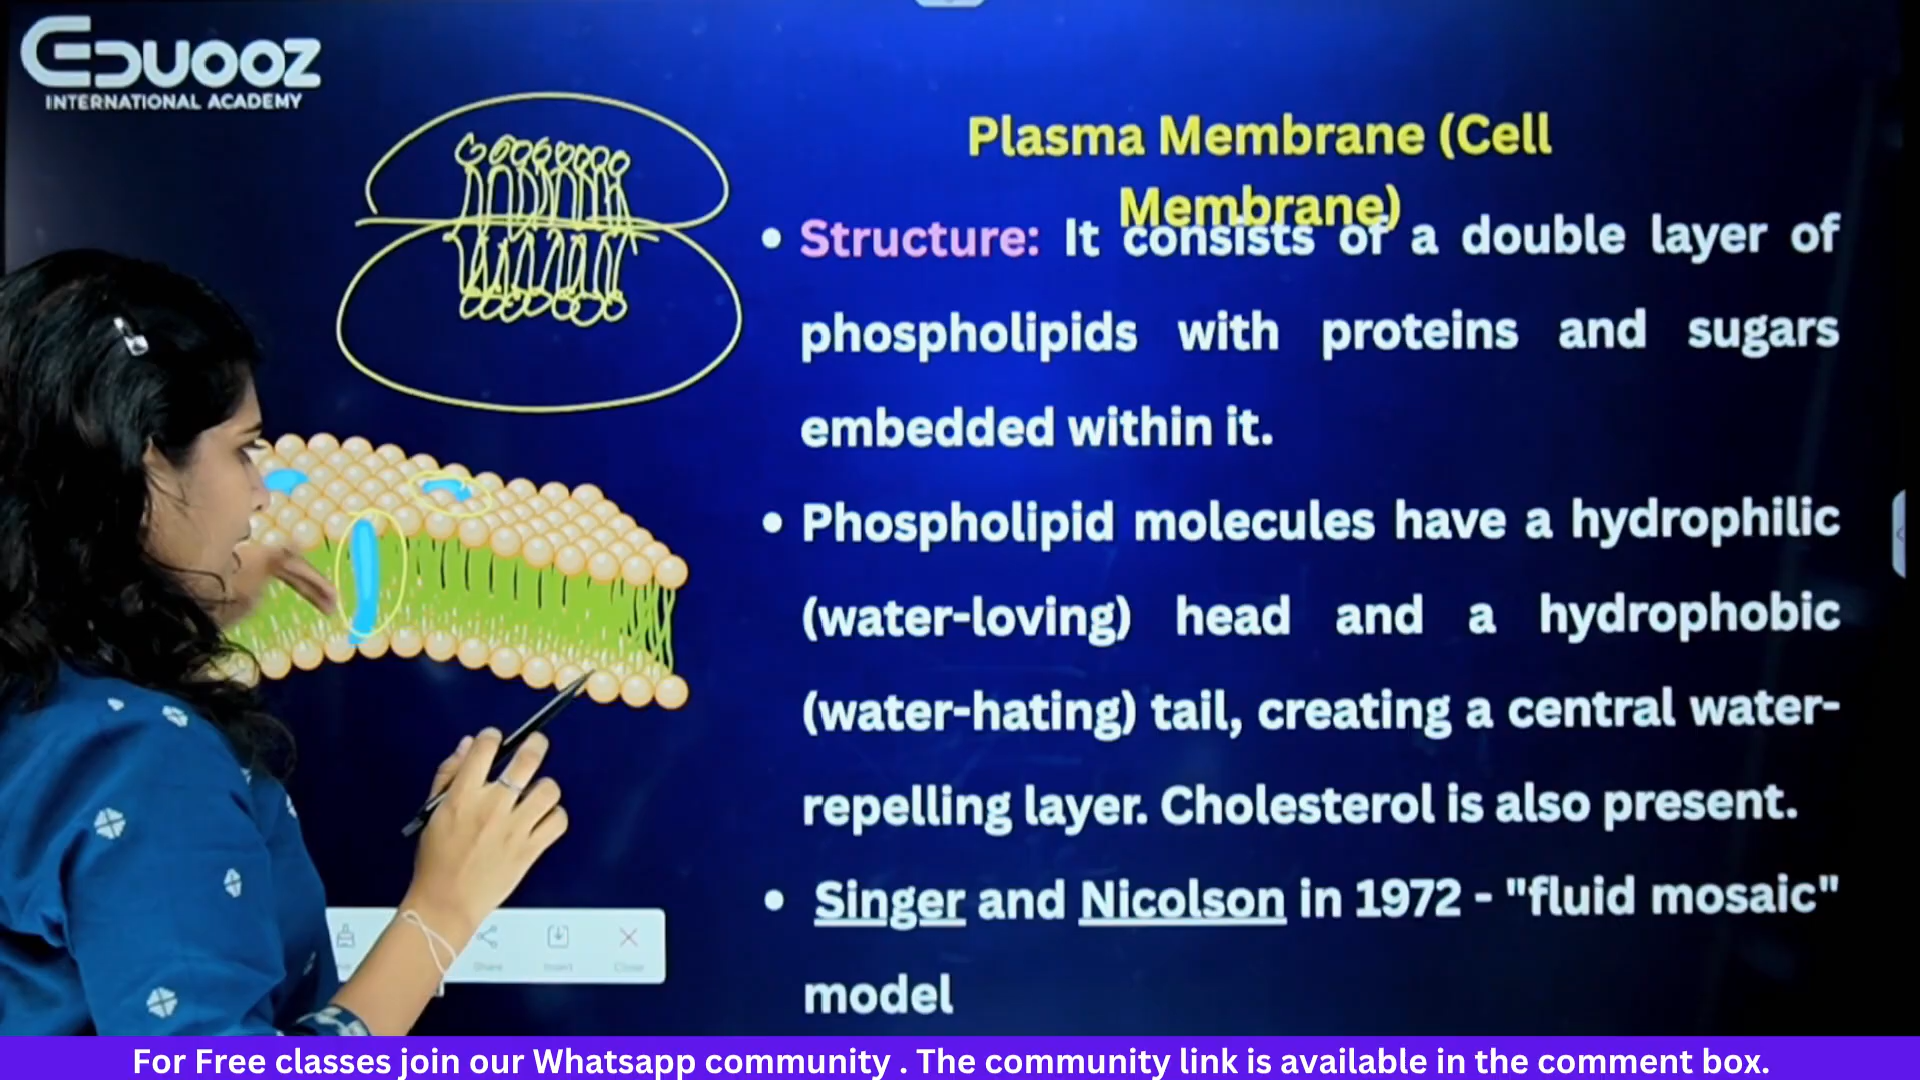 EDUOOZ
INTERNATIONAL ACADEMY
Plasma Membrane (Cell
Membrane)
• Structure: It consists of a double layer of
phospholipids with proteins and sugars
embedded within it.
• Phospholipid molecules have a hydrophilic
(water-loving) head and a hydrophobic
(water-hating) tail, creating a central water-
repelling layer. Cholesterol is also present.
• Singer and Nicolson in 1972 - "fluid mosaic"
model
Share Insert Close
For Free classes join our Whatsapp community . The community link is available in the comment box.